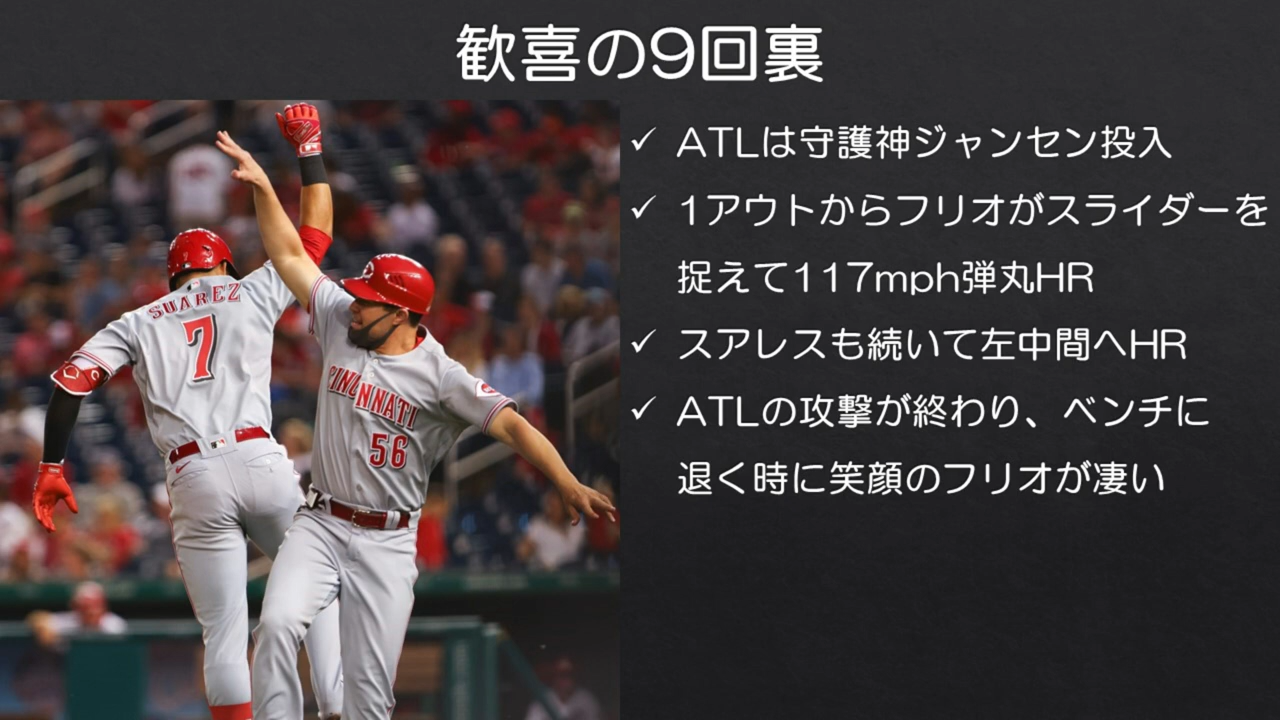 歓喜の9回裏
ATLは守護神ジャンセン投入
1アウトからフリオがスライダーを
捉えて117mph弾丸HR
スアレスも続いて左中間へHR
ATLの攻撃が終わり、ベンチに
退く時に笑顔のフリオが凄い
SUAREZ
7
CINCINNATI
56